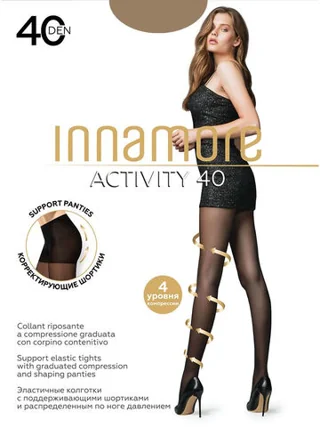 40 DEN
innamore
ACTIVITY 40
SUPPORT PANTIES
КОРРЕКТИРУЮЩИЕ ШОРТИКИ
4
уровня
компрессии
Collant riposante
a compressione graduata
con corpino contenitivo
Support elastic tights
with graduated compression
and shaping panties
Эластичные колготки
с поддерживающими шортиками
и распределенным по ноге давлением